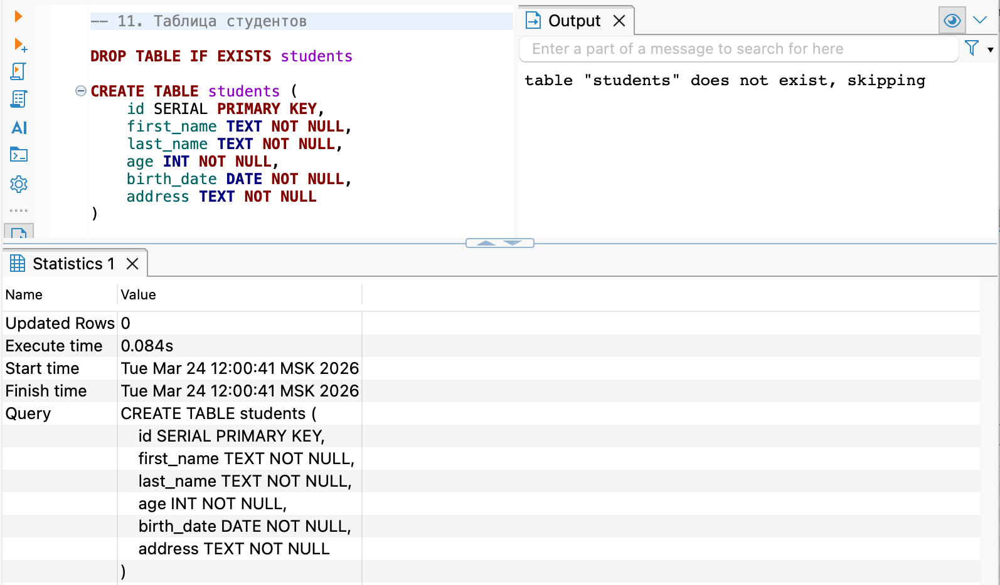 -- 11. Таблица студентов
DROP TABLE IF EXISTS students
CREATE TABLE students (
id SERIAL PRIMARY KEY,
first_name TEXT NOT NULL,
last_name TEXT NOT NULL,
age INT NOT NULL,
birth_date DATE NOT NULL,
address TEXT NOT NULL
)
AI
Output
Enter a part of a message to search for here
table "students" does not exist, skipping
Statistics 1
Name Value
Updated Rows 0
Execute time 0.084s
Start time Tue Mar 24 12:00:41 MSK 2026
Finish time Tue Mar 24 12:00:41 MSK 2026
Query CREATE TABLE students (
id SERIAL PRIMARY KEY,
first_name TEXT NOT NULL,
last_name TEXT NOT NULL,
age INT NOT NULL,
birth_date DATE NOT NULL,
address TEXT NOT NULL
)